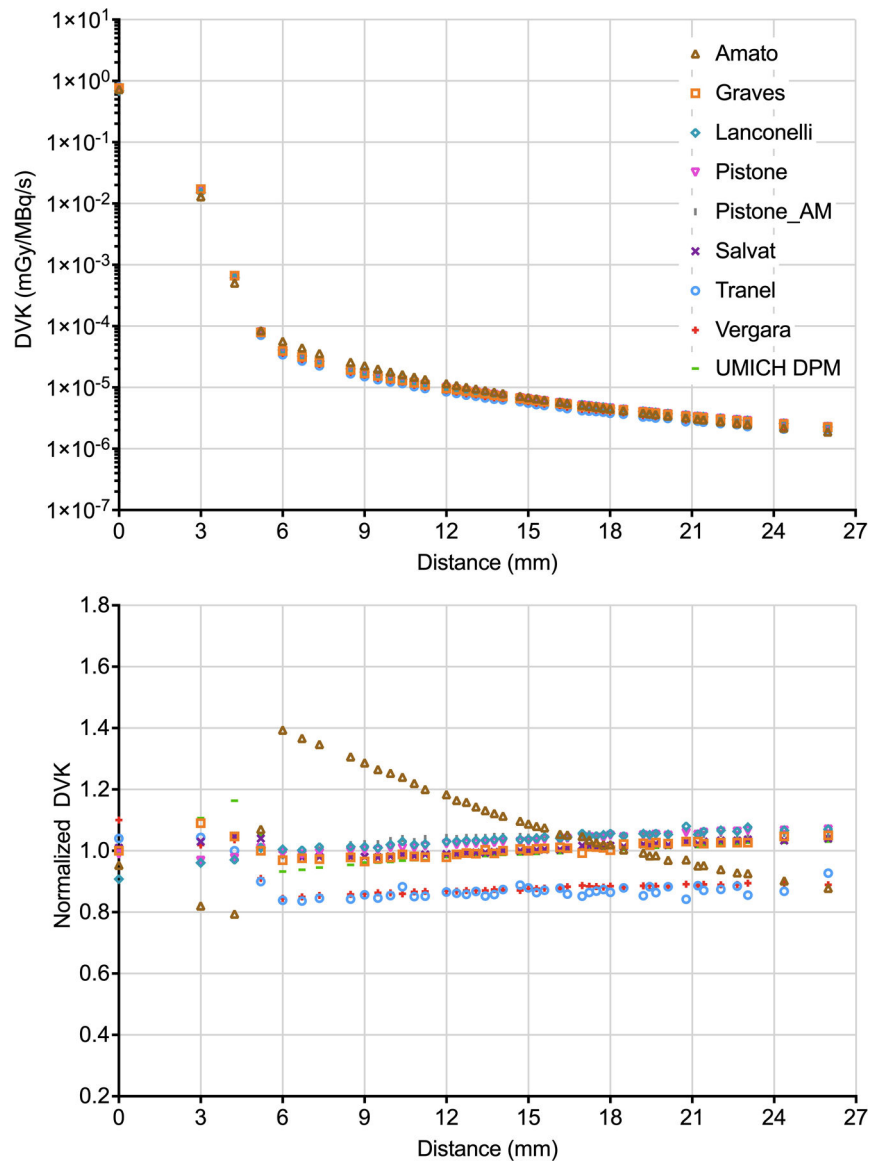 1×10¹
1×10⁰
1×10⁻¹
1×10⁻²
1×10⁻³
1×10⁻⁴
1×10⁻⁵
1×10⁻⁶
1×10⁻⁷
DVK (mGy/MBq/s)
Amato
Graves
Lanconelli
Pistone
Pistone_AM
Salvat
Tranel
Vergara
UMICH DPM
0 3 6 9 12 15 18 21 24 27
Distance (mm)
1.8
1.6
1.4
1.2
1.0
0.8
0.6
0.4
0.2
Normalized DVK
0 3 6 9 12 15 18 21 24 27
Distance (mm)